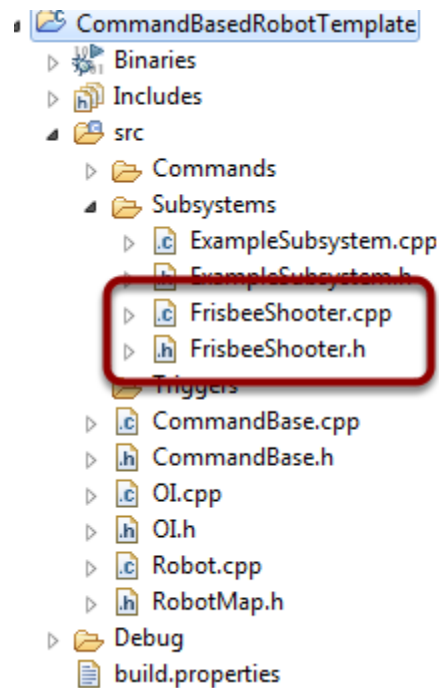 CommandBasedRobotTemplate
Binaries
Includes
src
Commands
Subsystems
ExampleSubsystem.cpp
ExampleSubsystem.h
FrisbeeShooter.cpp
FrisbeeShooter.h
Triggers
CommandBase.cpp
CommandBase.h
OI.cpp
OI.h
Robot.cpp
RobotMap.h
Debug
build.properties